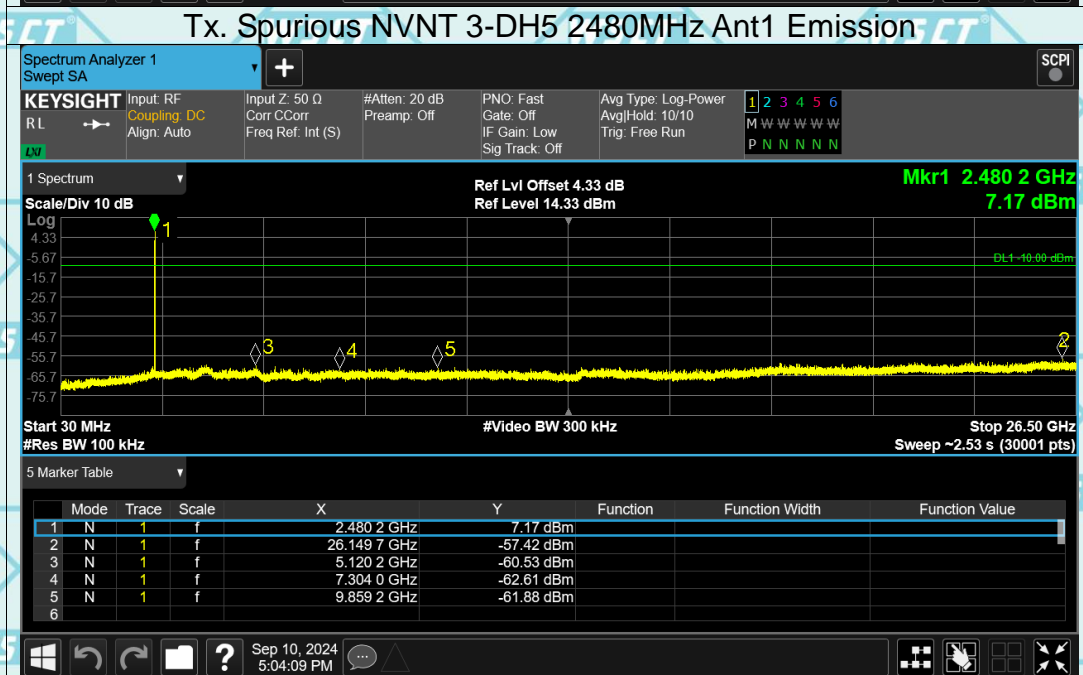 Tx. Spurious NVNT 3-DH5 2480MHz Ant1 Emission
Spectrum Analyzer 1
Swept SA
SCPI
KEYSIGHT Input: RF Input Z: 50 Ω #Atten: 20 dB PNO: Fast Avg Type: Log-Power 1 2 3 4 5 6
R L Coupling: DC Corr CCorr Preamp: Off Gate: Off Avg|Hold: 10/10 M W W W W W
Align: Auto Freq Ref: Int (S) IF Gain: Low Trig: Free Run P N N N N N
LXI Sig Track: Off
1 Spectrum Ref Lvl Offset 4.33 dB Mkr1 2.480 2 GHz
Scale/Div 10 dB Ref Level 14.33 dBm 7.17 dBm
Log
1
4.33
-5.67 DL1 -10.00 dBm
-15.7
-25.7
-35.7
-45.7
3 4 5 2
-55.7
-65.7
-75.7
Start 30 MHz #Video BW 300 kHz Stop 26.50 GHz
#Res BW 100 kHz Sweep ~2.53 s (30001 pts)
5 Marker Table
Mode Trace Scale X Y Function Function Width Function Value
1 N 1 f 2.480 2 GHz 7.17 dBm
2 N 1 f 26.149 7 GHz -57.42 dBm
3 N 1 f 5.120 2 GHz -60.53 dBm
4 N 1 f 7.304 0 GHz -62.61 dBm
5 N 1 f 9.859 2 GHz -61.88 dBm
6
? Sep 10, 2024
5:04:09 PM